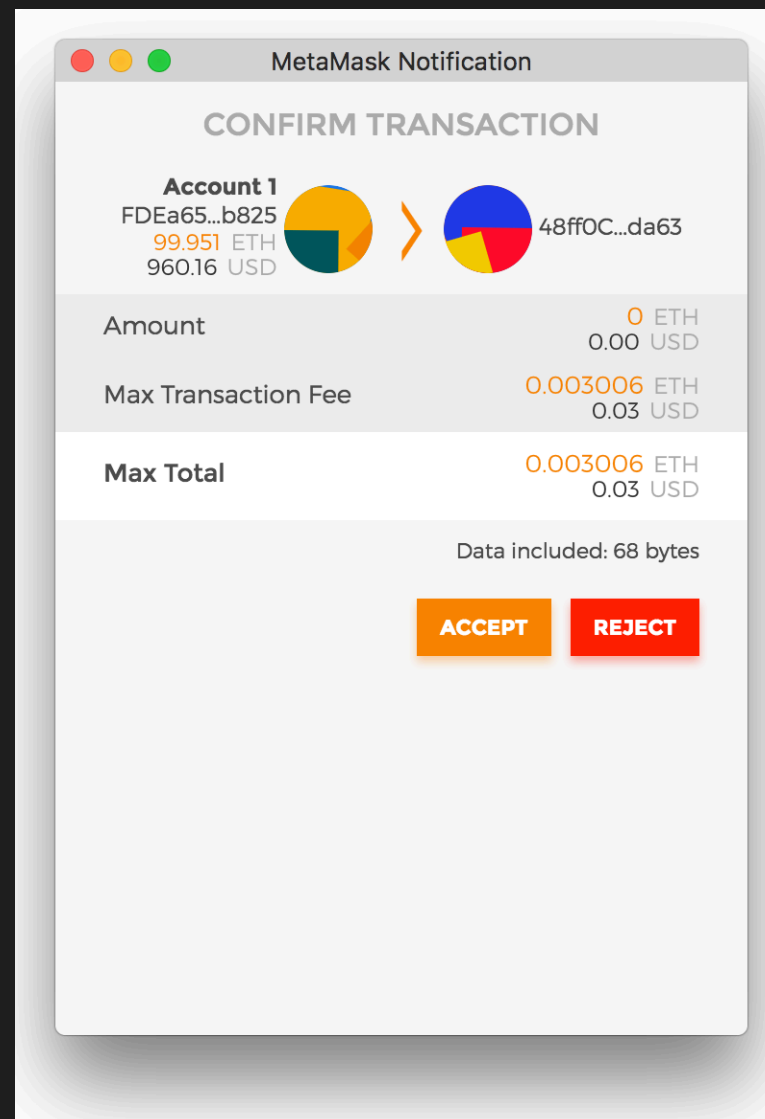 MetaMask Notification
CONFIRM TRANSACTION
Account 1
FDEa65...b825
99.951 ETH
960.16 USD
48ff0C...da63
Amount
0 ETH
0.00 USD
Max Transaction Fee
0.003006 ETH
0.03 USD
Max Total
0.003006 ETH
0.03 USD
Data included: 68 bytes
ACCEPT REJECT